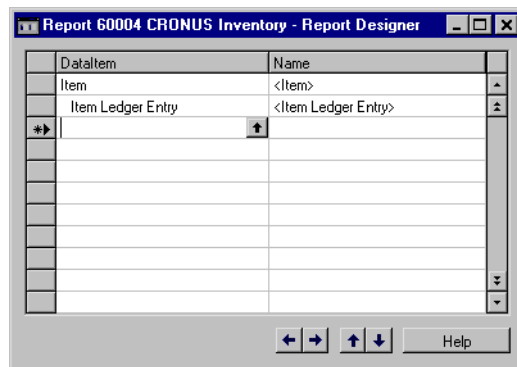 Report 60004 CRONUS Inventory - Report Designer
DataItem Name
Item <Item>
Item Ledger Entry <Item Ledger Entry>
Help